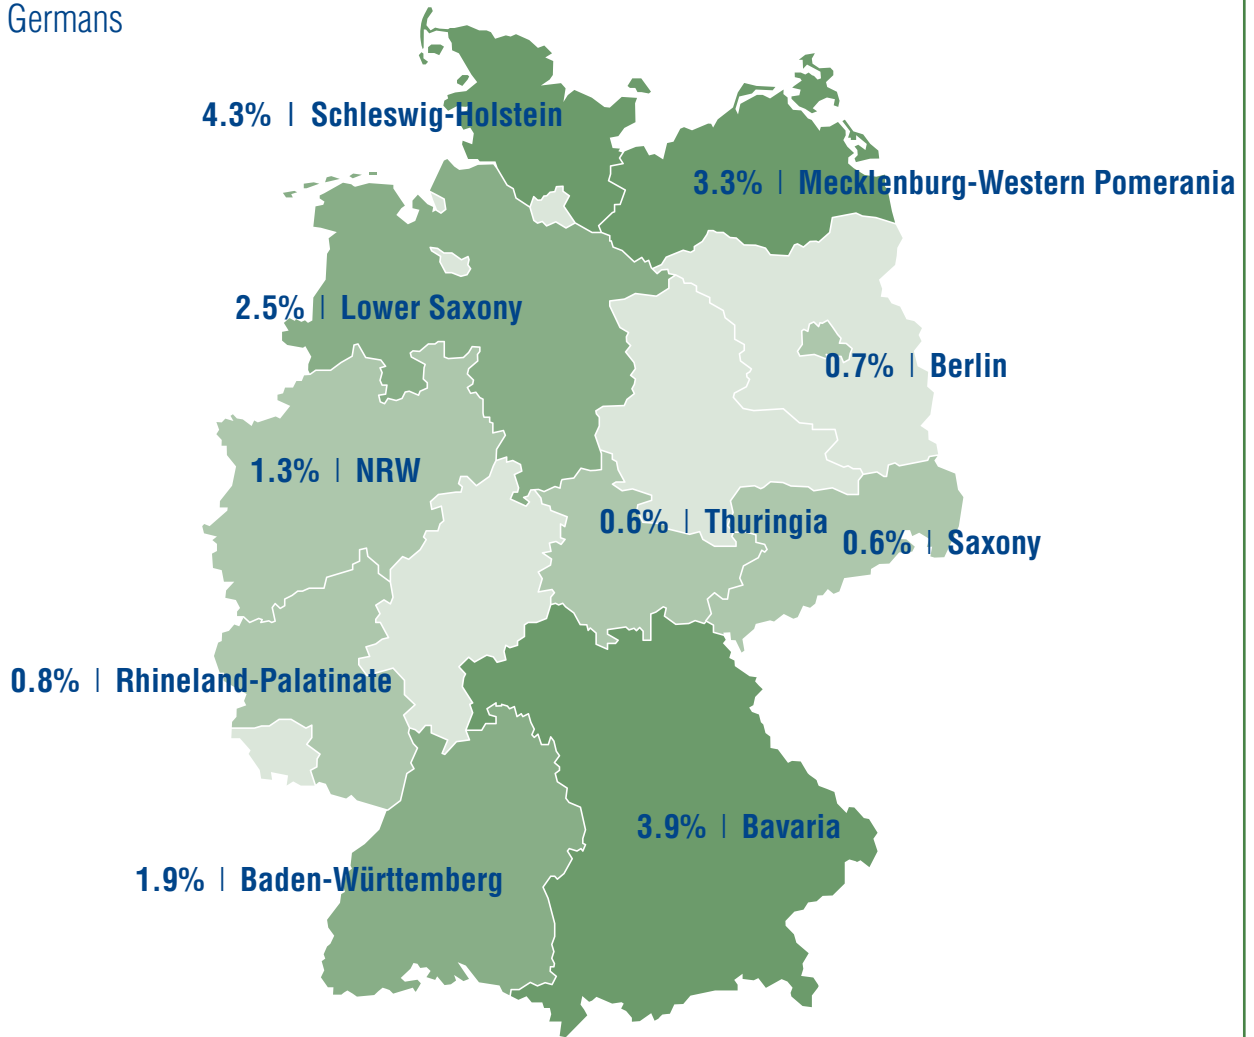 Germans
4.3% | Schleswig-Holstein
3.3% | Mecklenburg-Western Pomerania
2.5% | Lower Saxony
0.7% | Berlin
1.3% | NRW
0.6% | Thuringia
0.6% | Saxony
0.8% | Rhineland-Palatinate
3.9% | Bavaria
1.9% | Baden-Württemberg